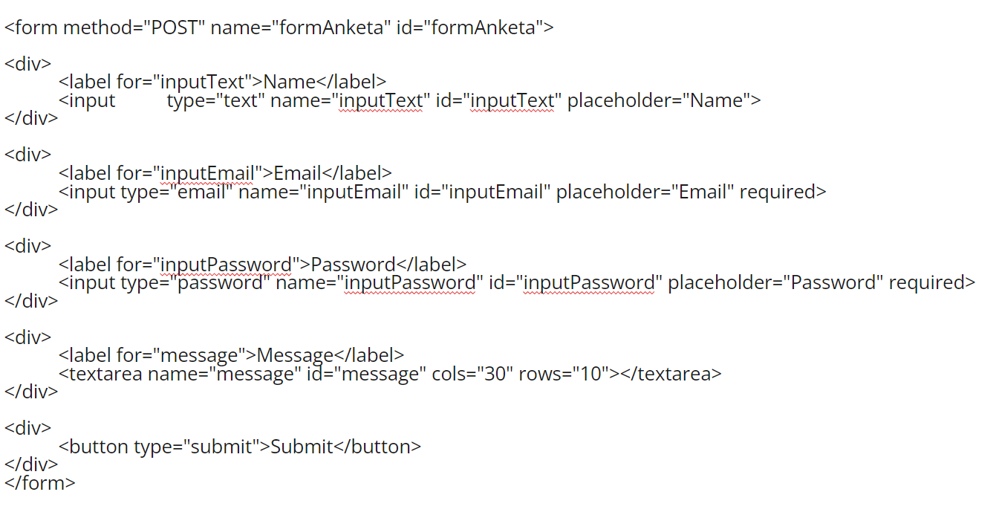 <form method="POST" name="formAnketa" id="formAnketa">
<div>
<label for="inputText">Name</label>
<input type="text" name="inputText" id="inputText" placeholder="Name">
</div>
<div>
<label for="inputEmail">Email</label>
<input type="email" name="inputEmail" id="inputEmail" placeholder="Email" required>
</div>
<div>
<label for="inputPassword">Password</label>
<input type="password" name="inputPassword" id="inputPassword" placeholder="Password" required>
</div>
<div>
<label for="message">Message</label>
<textarea name="message" id="message" cols="30" rows="10"></textarea>
</div>
<div>
<button type="submit">Submit</button>
</div>
</form>